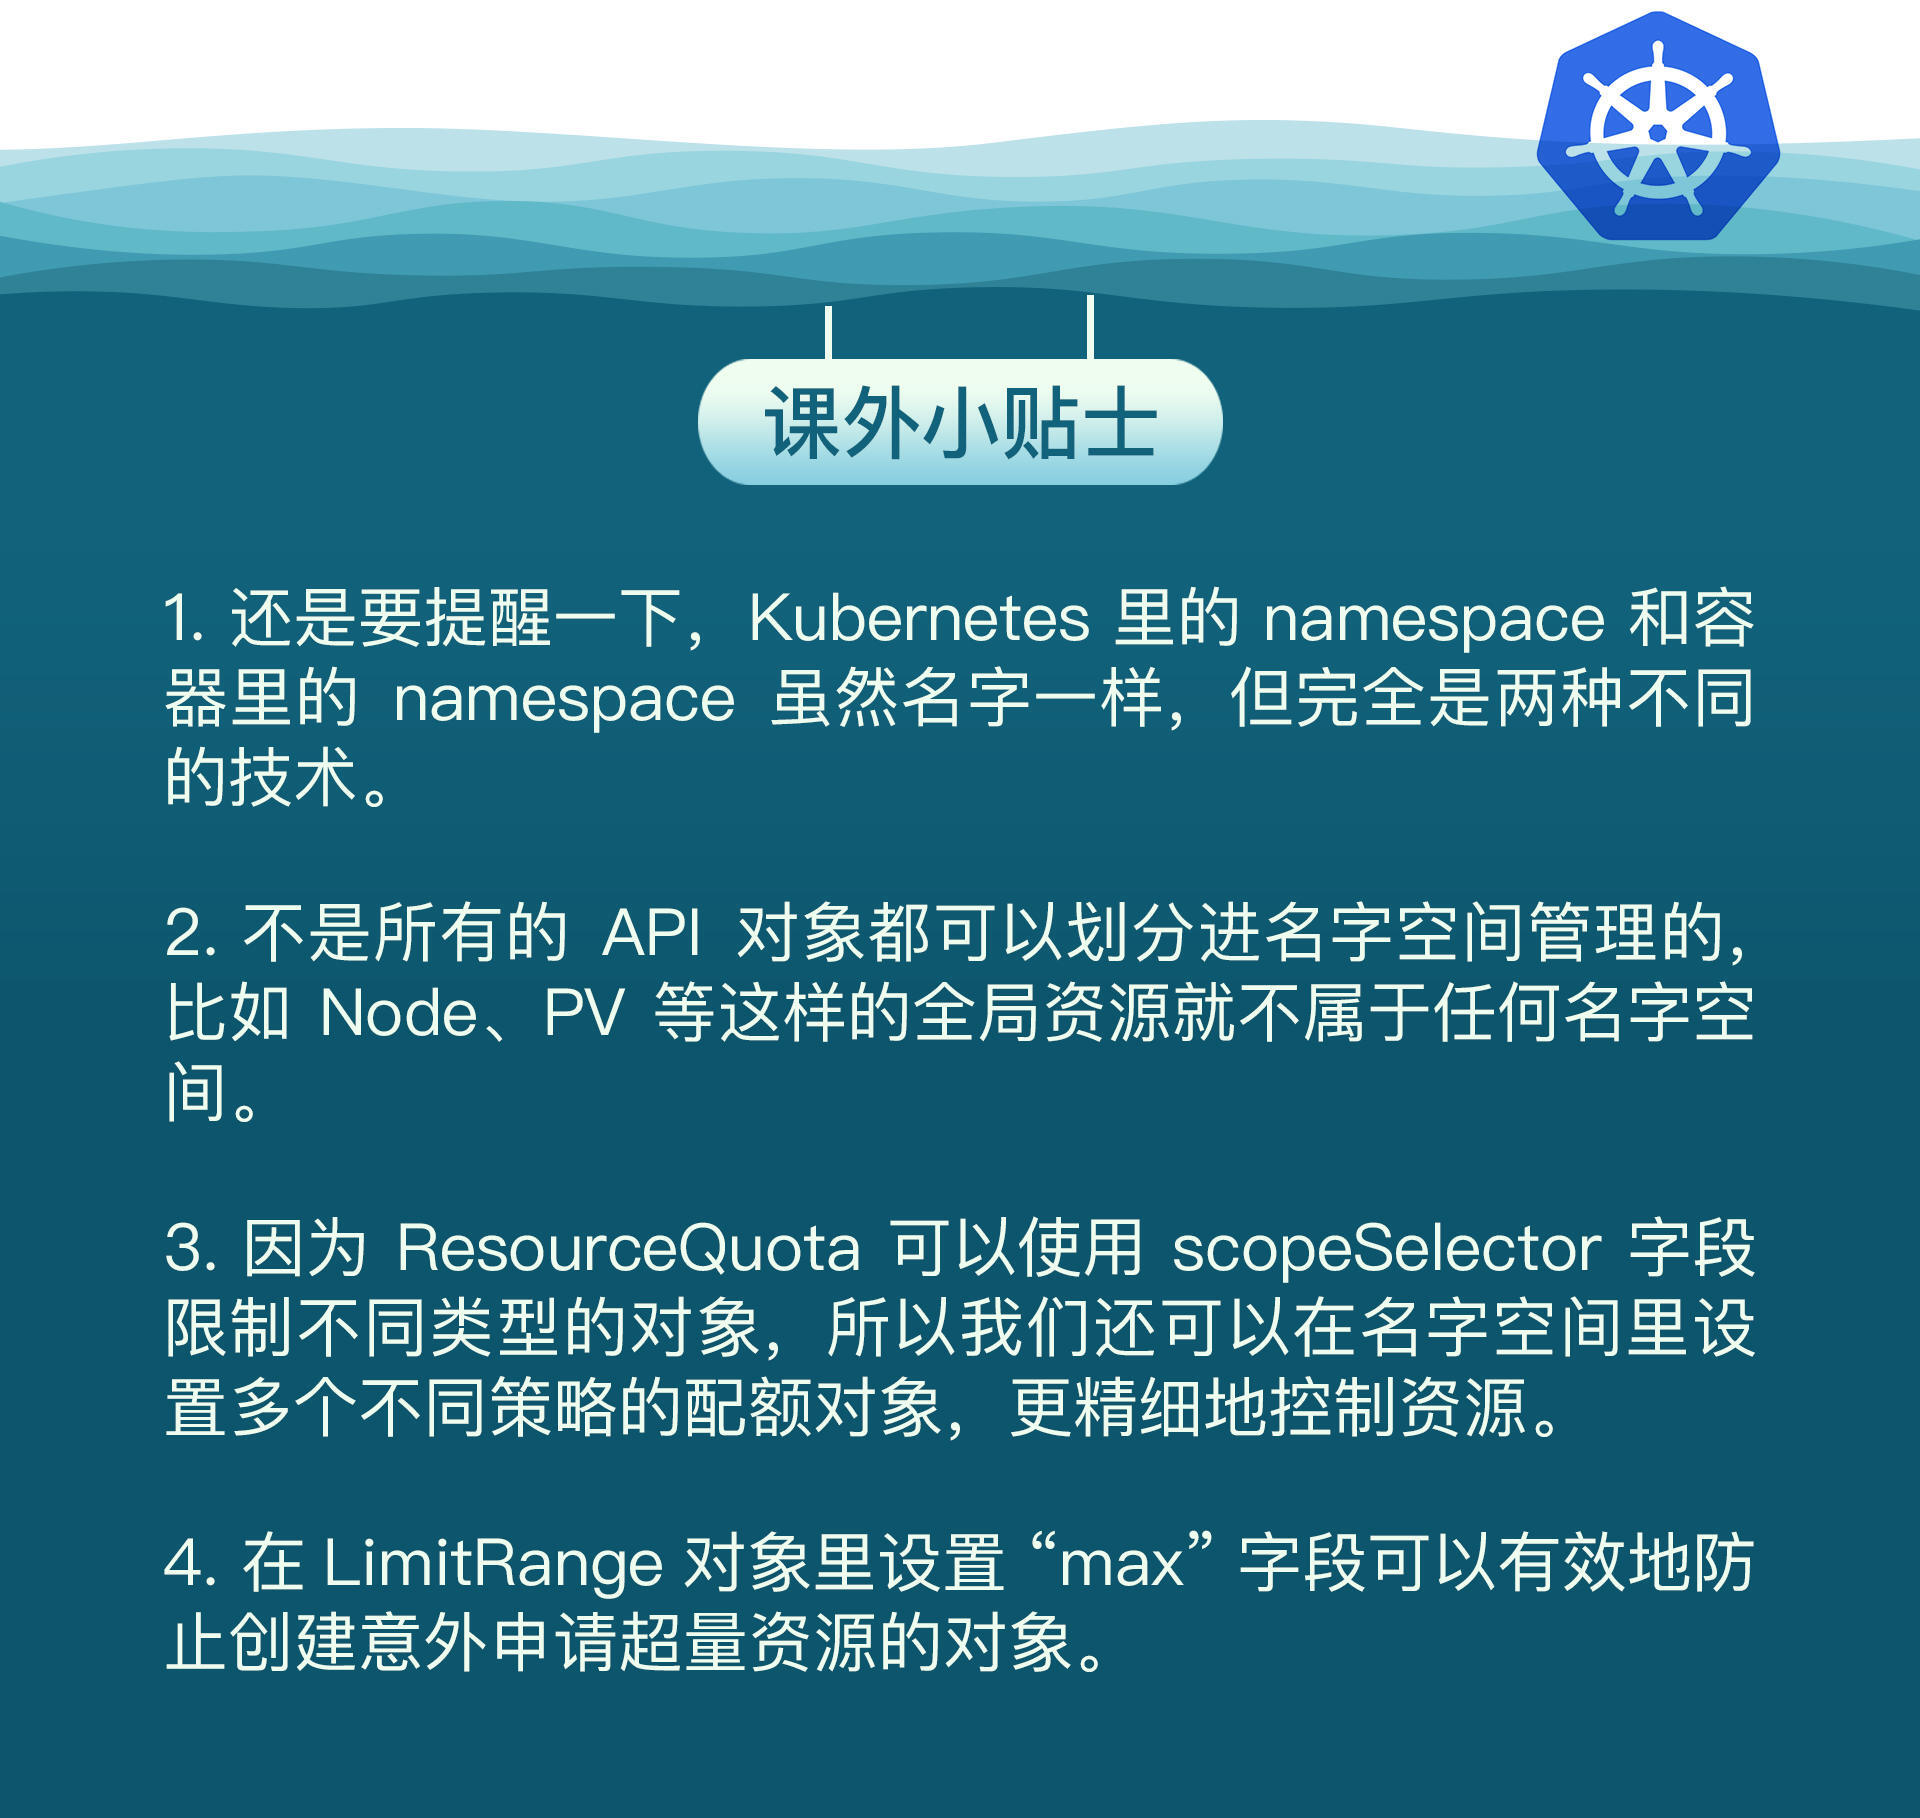 课外小贴士
1. 还是要提醒一下，Kubernetes 里的 namespace 和容
器里的 namespace 虽然名字一样，但完全是两种不同
的技术。
2. 不是所有的 API 对象都可以划分进名字空间管理的，
比如 Node、PV 等这样的全局资源就不属于任何名字空
间。
3. 因为 ResourceQuota 可以使用 scopeSelector 字段
限制不同类型的对象，所以我们还可以在名字空间里设
置多个不同策略的配额对象，更精细地控制资源。
4. 在 LimitRange 对象里设置 “max” 字段可以有效地防
止创建意外申请超量资源的对象。